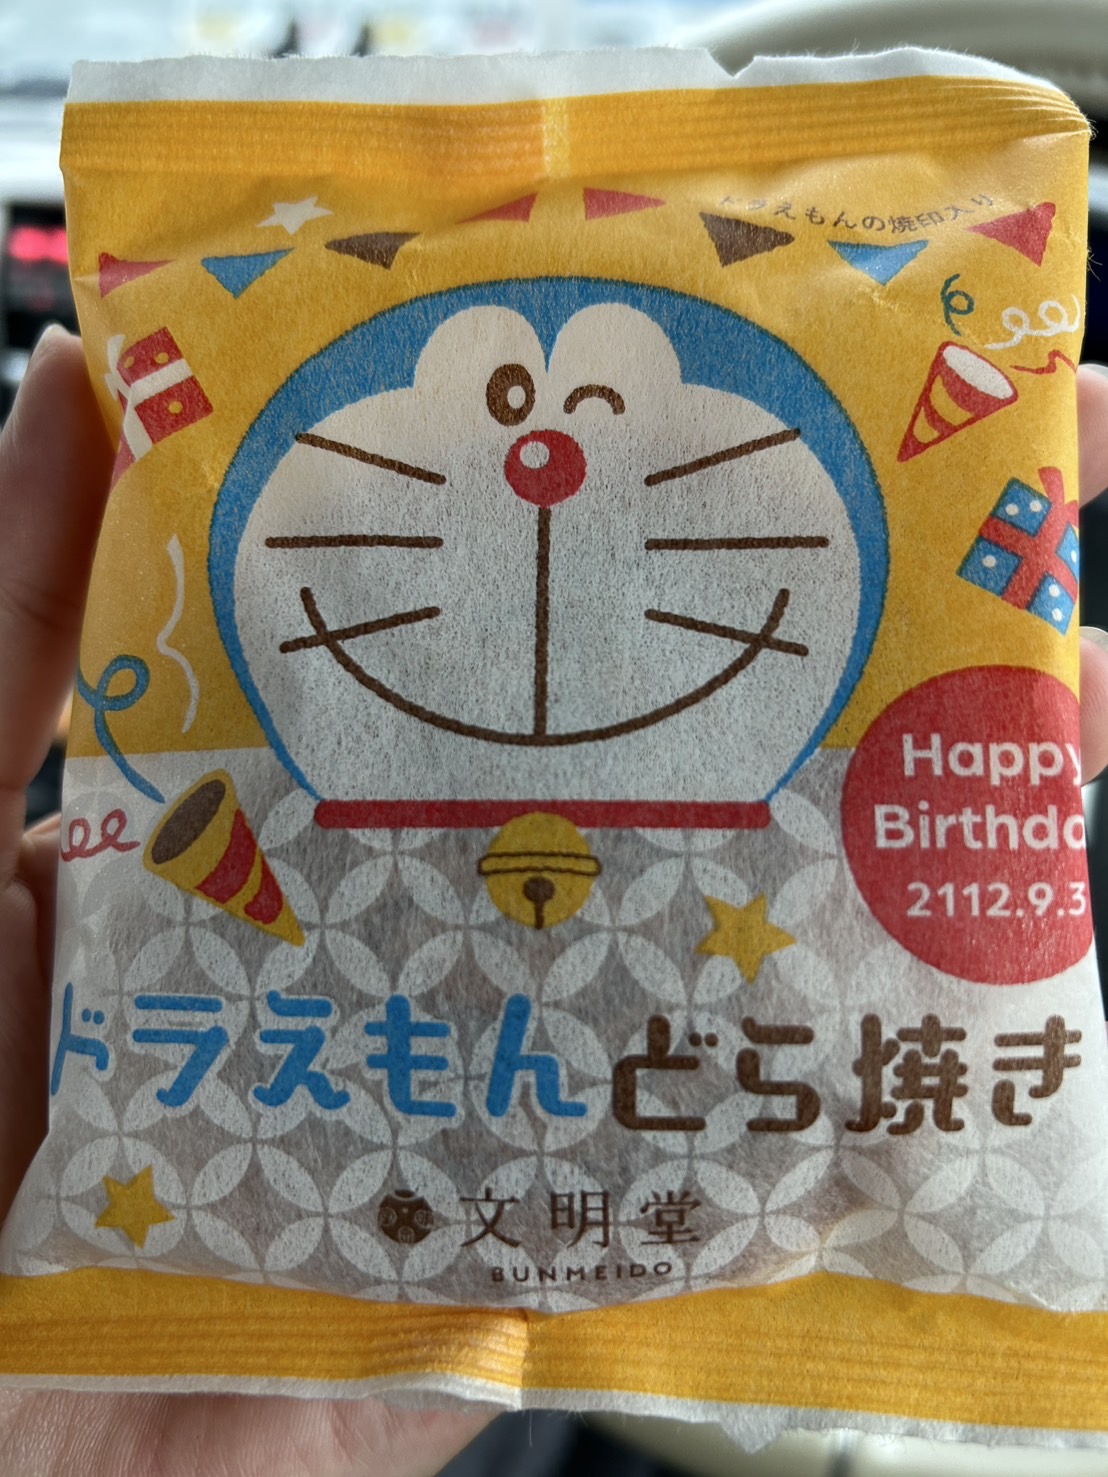 ドラえもんの焼印入り
Happy
Birthda
2112.9.3
ドラえもんどら焼き
文明堂
BUNMEIDO